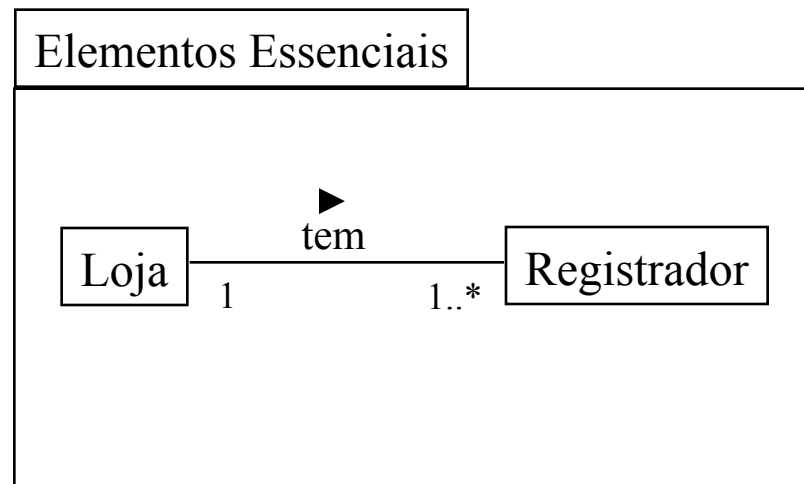 Elementos Essenciais
tem
Loja
Registrador
1
1..*